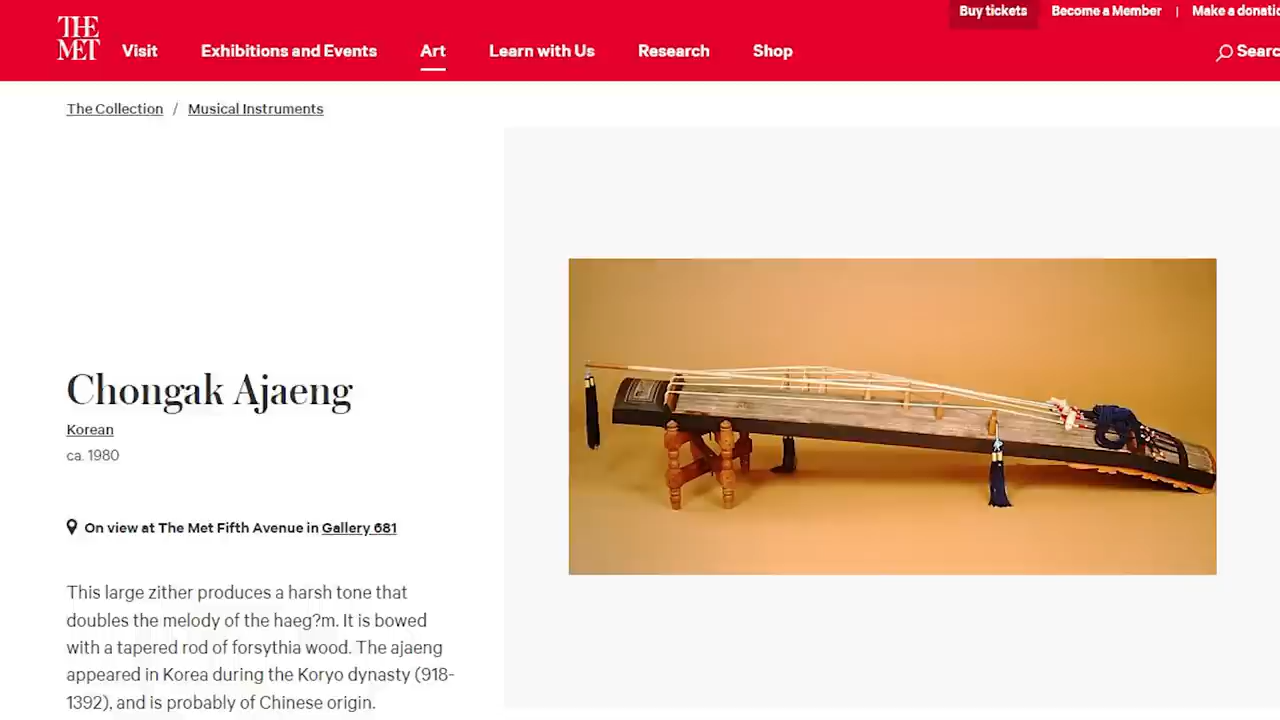 Buy tickets Become a Member | Make a donatio
THE
MET
Visit Exhibitions and Events Art Learn with Us Research Shop Searc
The Collection / Musical Instruments
Chongak Ajaeng
Korean
ca. 1980
On view at The Met Fifth Avenue in Gallery 681
This large zither produces a harsh tone that
doubles the melody of the haeg?m. It is bowed
with a tapered rod of forsythia wood. The ajaeng
appeared in Korea during the Koryo dynasty (918-
1392), and is probably of Chinese origin.